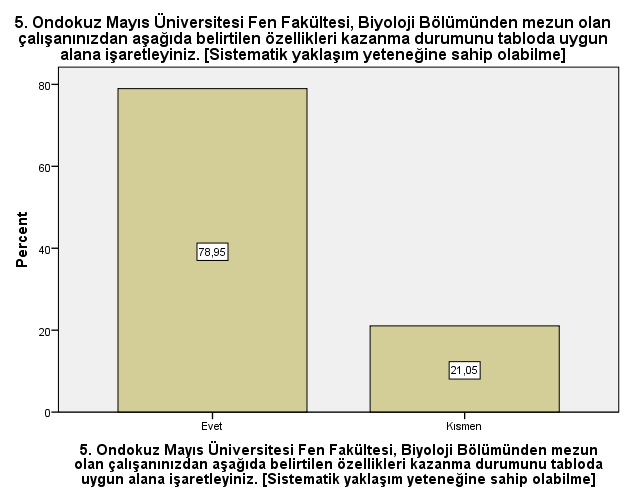 5. Ondokuz Mayıs Üniversitesi Fen Fakültesi, Biyoloji Bölümünden mezun olan
çalışanınızdan aşağıda belirtilen özellikleri kazanma durumunu tabloda uygun
alana işaretleyiniz. [Sistematik yaklaşım yeteneğine sahip olabilme]
Percent
80
60
40
20
0
78,95
21,05
Evet
Kısmen
5. Ondokuz Mayıs Üniversitesi Fen Fakültesi, Biyoloji Bölümünden mezun
olan çalışanınızdan aşağıda belirtilen özellikleri kazanma durumunu tabloda
uygun alana işaretleyiniz. [Sistematik yaklaşım yeteneğine sahip olabilme]